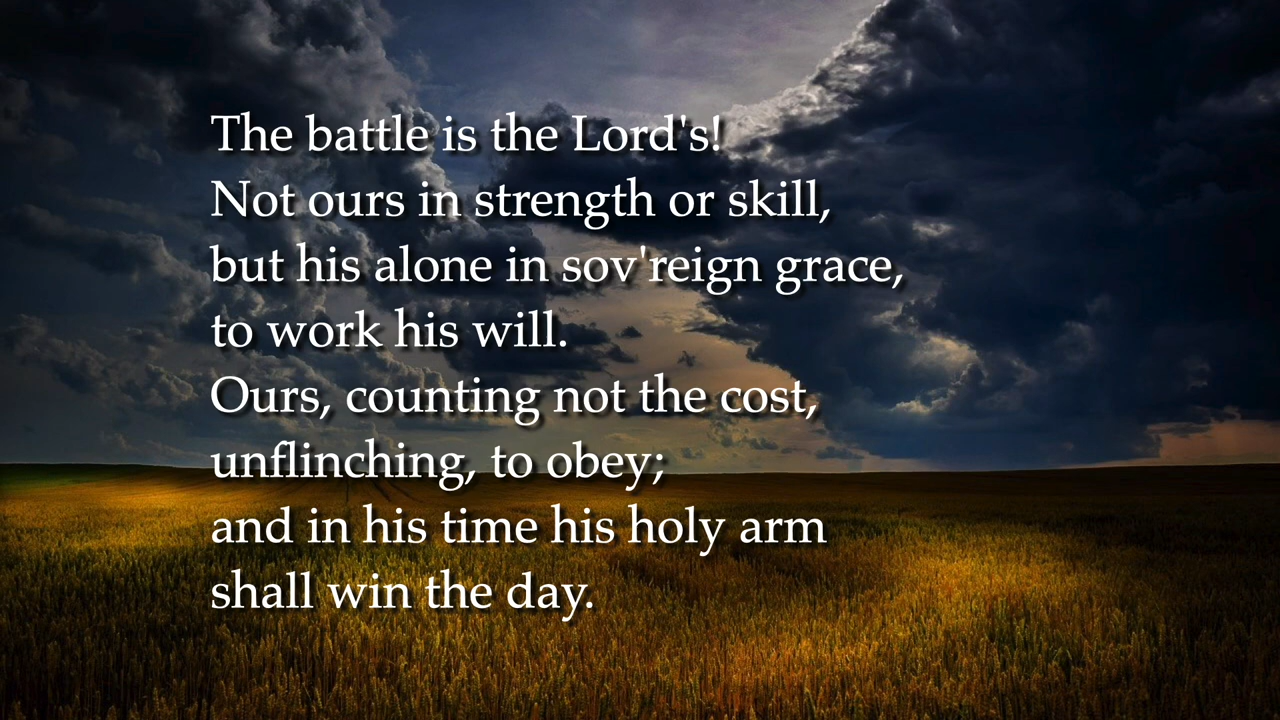 The battle is the Lord's!
Not ours in strength or skill,
but his alone in sov'reign grace,
to work his will.
Ours, counting not the cost,
unflinching, to obey;
and in his time his holy arm
shall win the day.